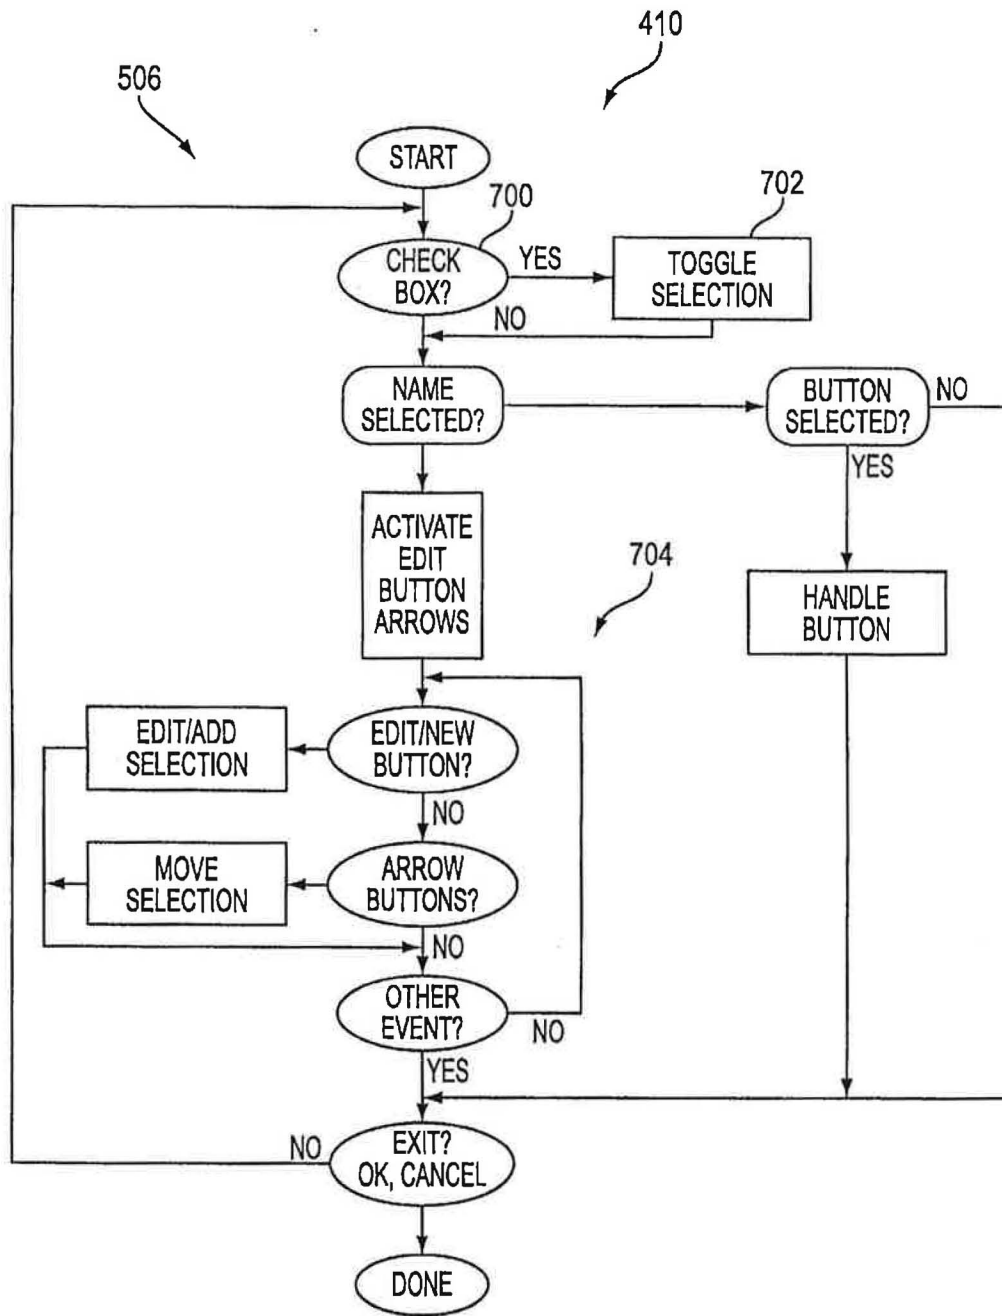 410
506
START
700
702
CHECK
BOX?
YES
TOGGLE
SELECTION
NO
NAME
SELECTED?
BUTTON
SELECTED?
NO
YES
ACTIVATE
EDIT
BUTTON
ARROWS
704
HANDLE
BUTTON
EDIT/ADD
SELECTION
EDIT/NEW
BUTTON?
NO
MOVE
SELECTION
ARROW
BUTTONS?
NO
OTHER
EVENT?
NO
YES
EXIT?
OK, CANCEL
NO
DONE